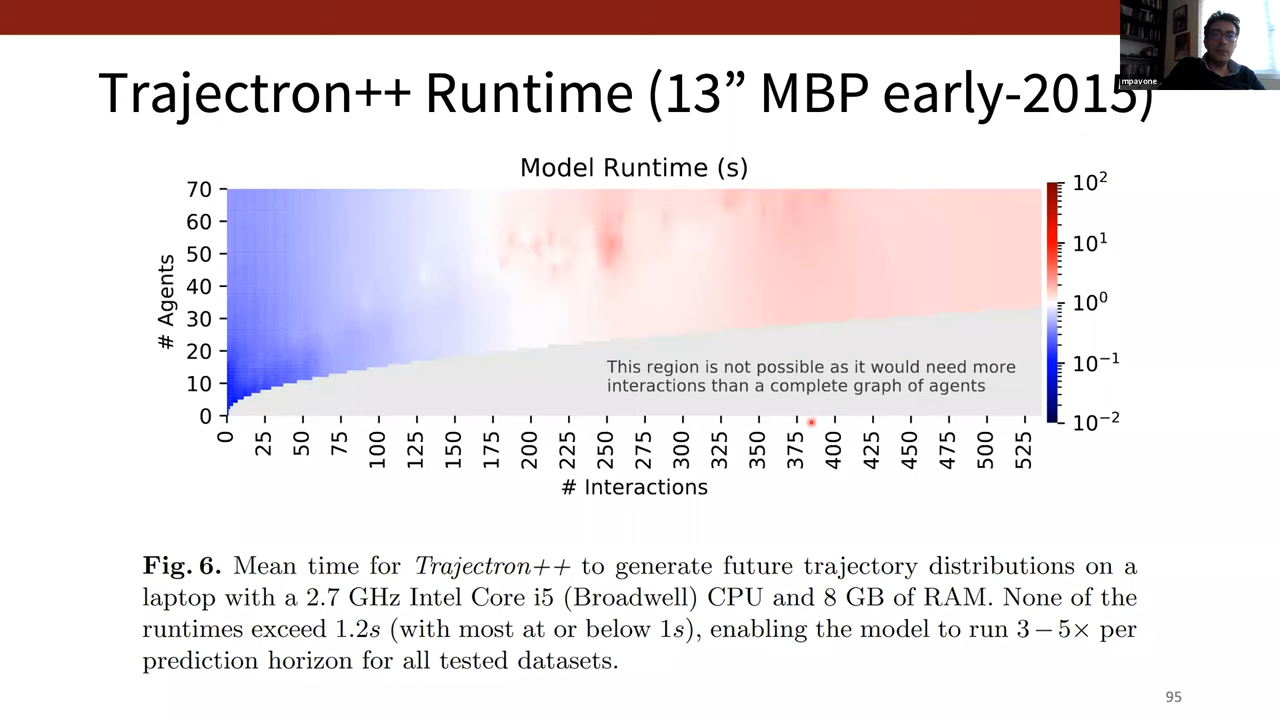 mpavone
Trajectron++ Runtime (13” MBP early-2015)
Model Runtime (s)
70
60
50
40
30
20
10
0
# Agents
This region is not possible as it would need more
interactions than a complete graph of agents
0 25 50 75 100 125 150 175 200 225 250 275 300 325 350 375 400 425 450 475 500 525
# Interactions
10²
10¹
10⁰
10⁻¹
10⁻²
Fig. 6. Mean time for Trajectron++ to generate future trajectory distributions on a
laptop with a 2.7 GHz Intel Core i5 (Broadwell) CPU and 8 GB of RAM. None of the
runtimes exceed 1.2s (with most at or below 1s), enabling the model to run 3 – 5× per
prediction horizon for all tested datasets.
95